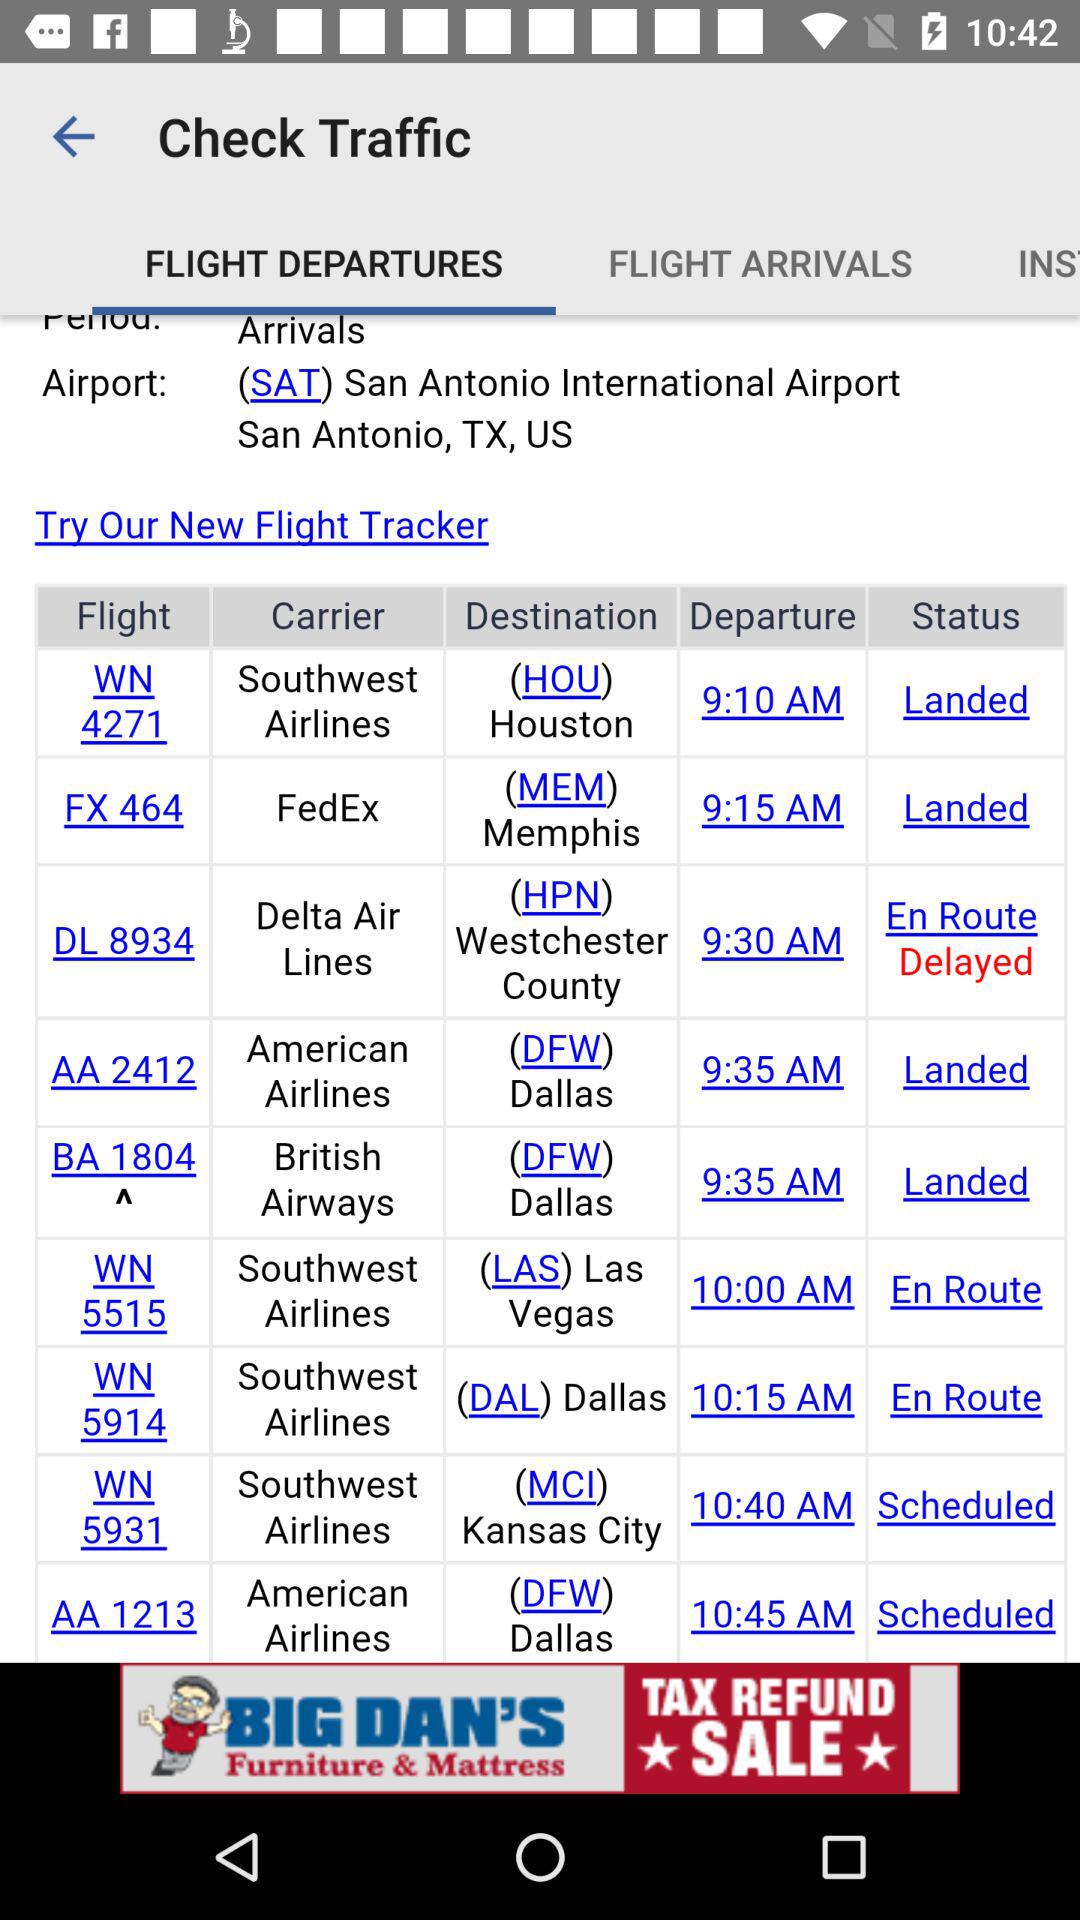 10:42
Check Traffic
FLIGHT DEPARTURES FLIGHT ARRIVALS INS
Period: Arrivals
Airport: (SAT) San Antonio International Airport
San Antonio, TX, US
Try Our New Flight Tracker
Flight Carrier Destination Departure Status
WN 4271 Southwest Airlines (HOU) Houston 9:10 AM Landed
FX 464 FedEx (MEM) Memphis 9:15 AM Landed
DL 8934 Delta Air Lines (HPN) Westchester County 9:30 AM En Route Delayed
AA 2412 American Airlines (DFW) Dallas 9:35 AM Landed
BA 1804 ^ British Airways (DFW) Dallas 9:35 AM Landed
WN 5515 Southwest Airlines (LAS) Las Vegas 10:00 AM En Route
WN 5914 Southwest Airlines (DAL) Dallas 10:15 AM En Route
WN 5931 Southwest Airlines (MCI) Kansas City 10:40 AM Scheduled
AA 1213 American Airlines (DFW) Dallas 10:45 AM Scheduled
BIG DAN'S
Furniture & Mattress
TAX REFUND
SALE